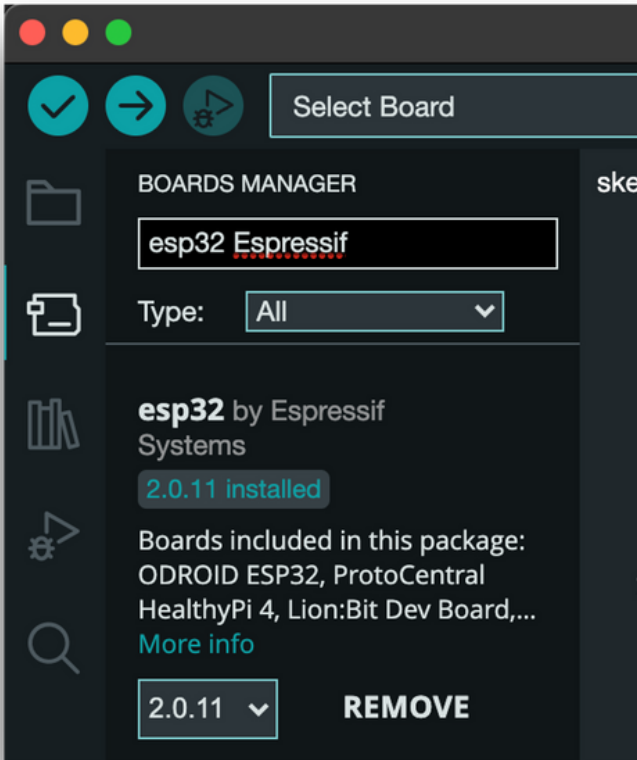 Select Board
BOARDS MANAGER
ske
esp32 Espressif
Type: All
esp32 by Espressif
Systems
2.0.11 installed
Boards included in this package:
ODROID ESP32, ProtoCentral
HealthyPi 4, Lion:Bit Dev Board,...
More info
2.0.11 REMOVE